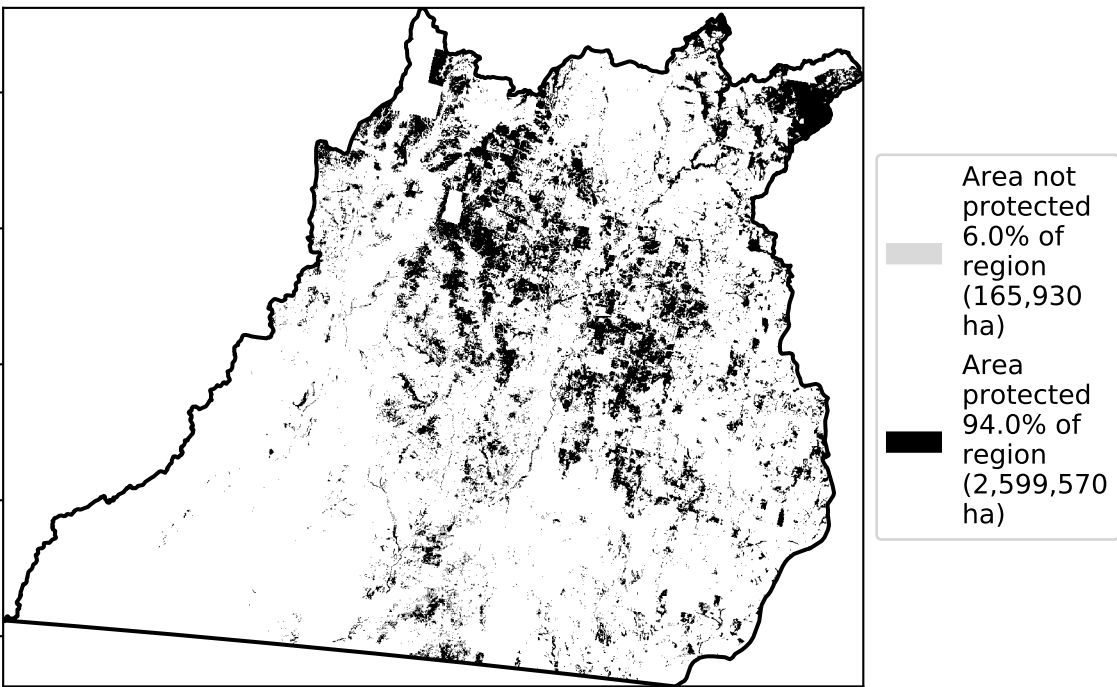 Area not
protected
6.0% of
region
(165,930
ha)
Area
protected
94.0% of
region
(2,599,570
ha)